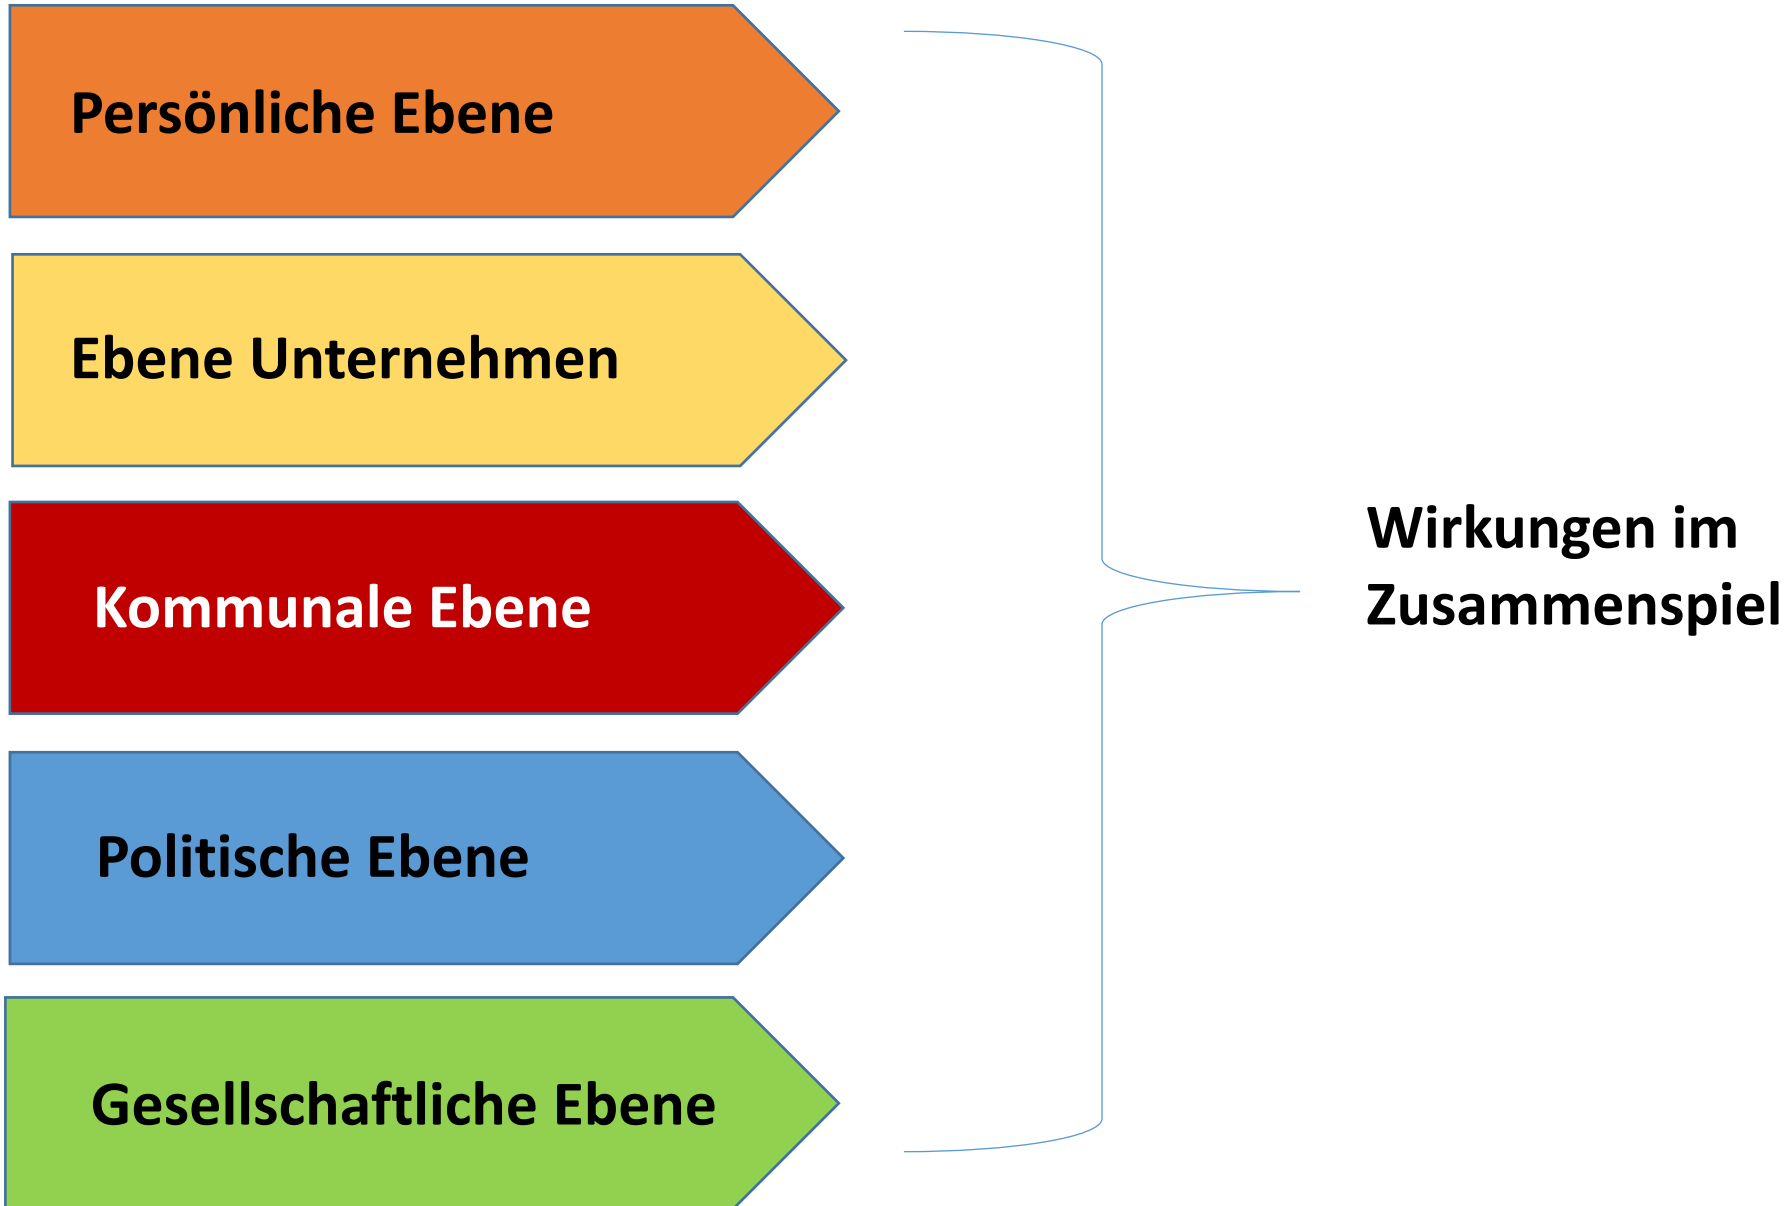 Persönliche Ebene
Ebene Unternehmen
Kommunale Ebene
Politische Ebene
Gesellschaftliche Ebene
Wirkungen im
Zusammenspiel